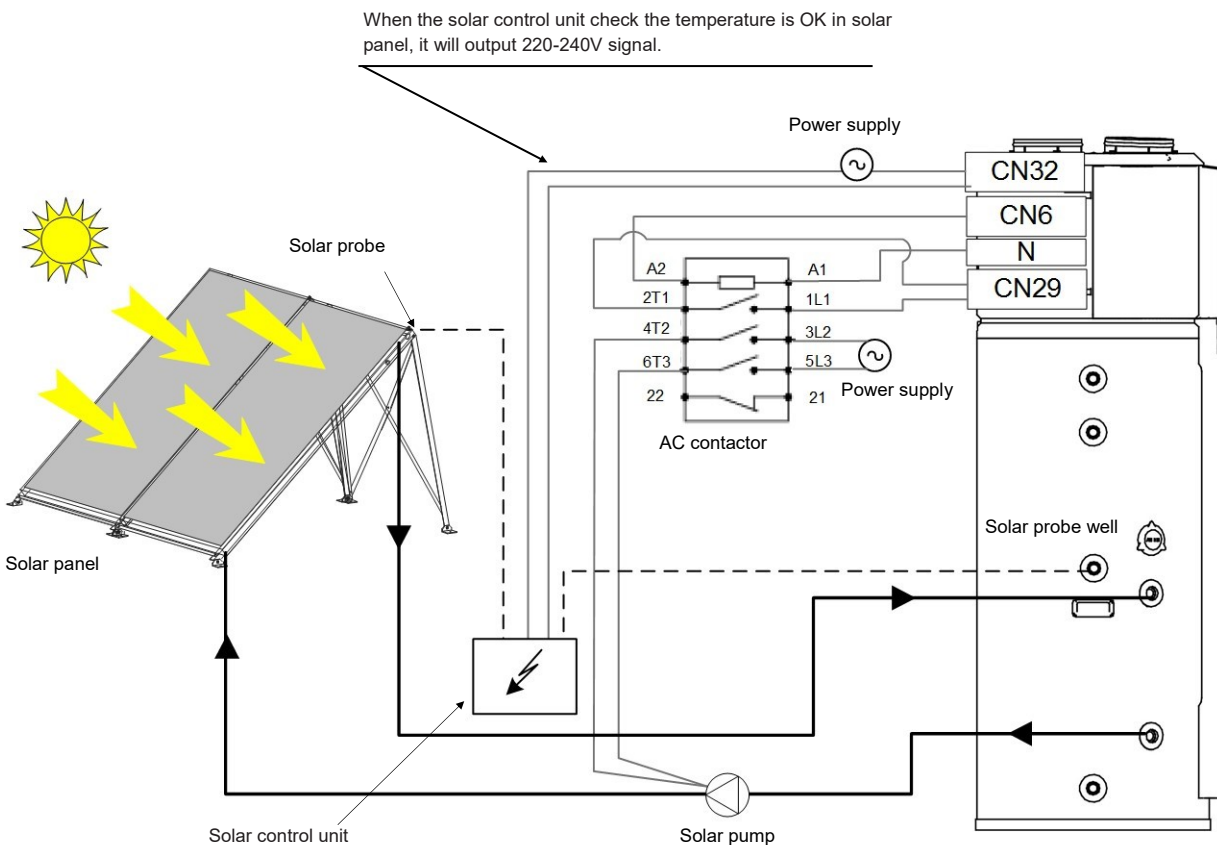 When the solar control unit check the temperature is OK in solar
panel, it will output 220-240V signal.
Power supply
CN32
CN6
N
CN29
Solar probe
A2
A1
2T1
1L1
4T2
3L2
6T3
5L3
22
21
Power supply
AC contactor
Solar probe well
Solar panel
Solar control unit
Solar pump